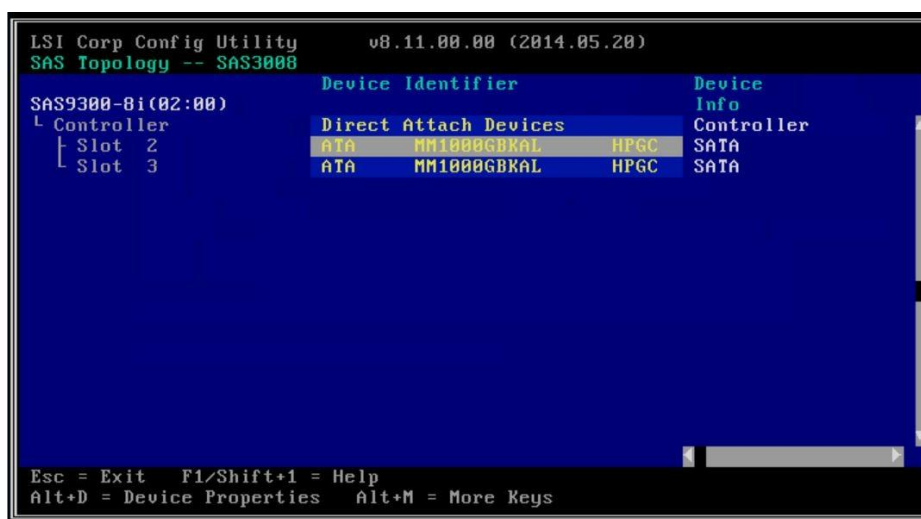 LSI Corp Config Utility v8.11.00.00 (2014.05.20)
SAS Topology -- SAS3008
Device Identifier Device
SAS9300-8i(02:00) Info
Controller Direct Attach Devices Controller
Slot 2 ATA MM1000GBKAL HPGC SATA
Slot 3 ATA MM1000GBKAL HPGC SATA
Esc = Exit F1/Shift+1 = Help
Alt+D = Device Properties Alt+M = More Keys